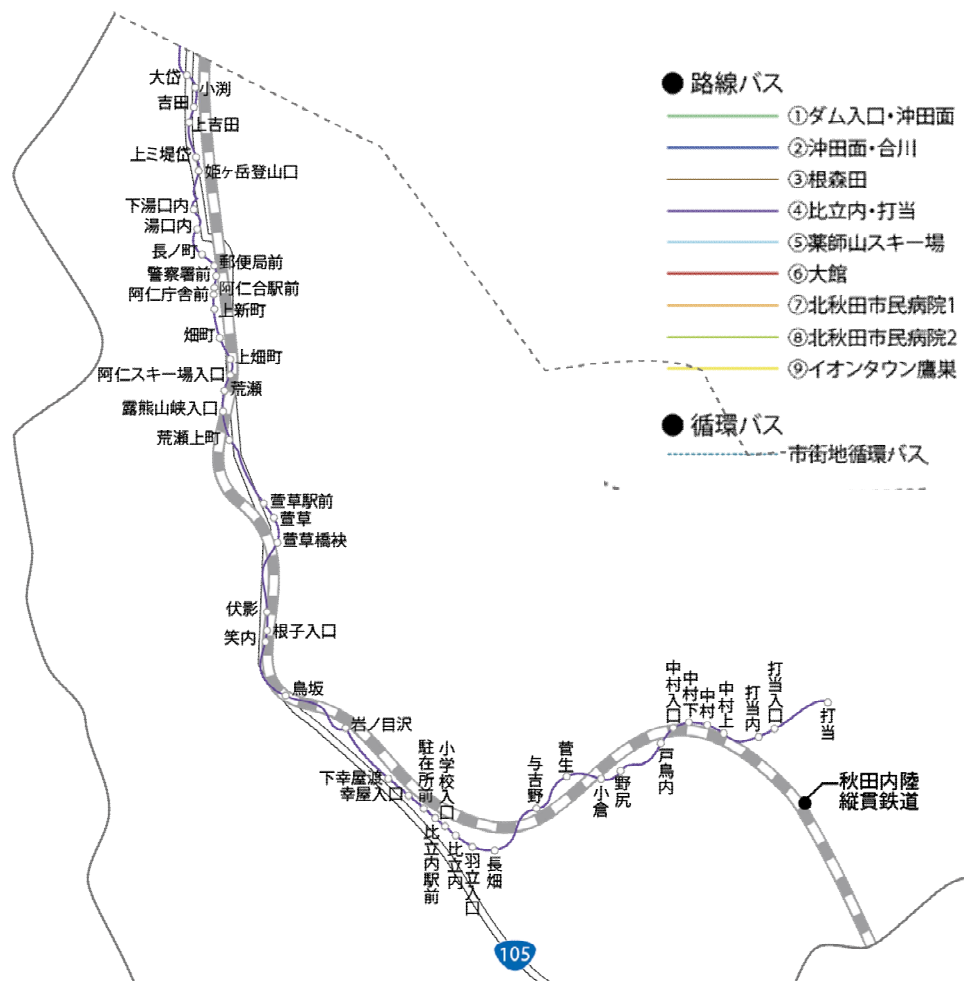 大岱
小渕
吉田
上吉田
上ミ堤岱
姫ヶ岳登山口
下湯口内
湯口内
長ノ町
郵便局前
警察署前
阿仁合駅前
阿仁庁舎前
上新町
畑町
上畑町
阿仁スキー場入口
荒瀬
露熊山峡入口
荒瀬上町
萱草駅前
萱草
萱草橋袂
伏影
根子入口
笑内
鳥坂
岩ノ目沢
下幸屋渡
幸屋入口
駐在所前
小学校入口
比立内駅前
比立内
羽立入口
長畑
与吉野
菅生
小倉
野尻
戸鳥内
中村入口
中村下
中村
中村上
打当内
打当入口
打当
秋田内陸
縦貫鉄道
105
●路線バス
①ダム入口・沖田面
②沖田面・合川
③根森田
④比立内・打当
⑤薬師山スキー場
⑥大館
⑦北秋田市民病院1
⑧北秋田市民病院2
⑨イオンタウン鷹巣
●循環バス
市街地循環バス